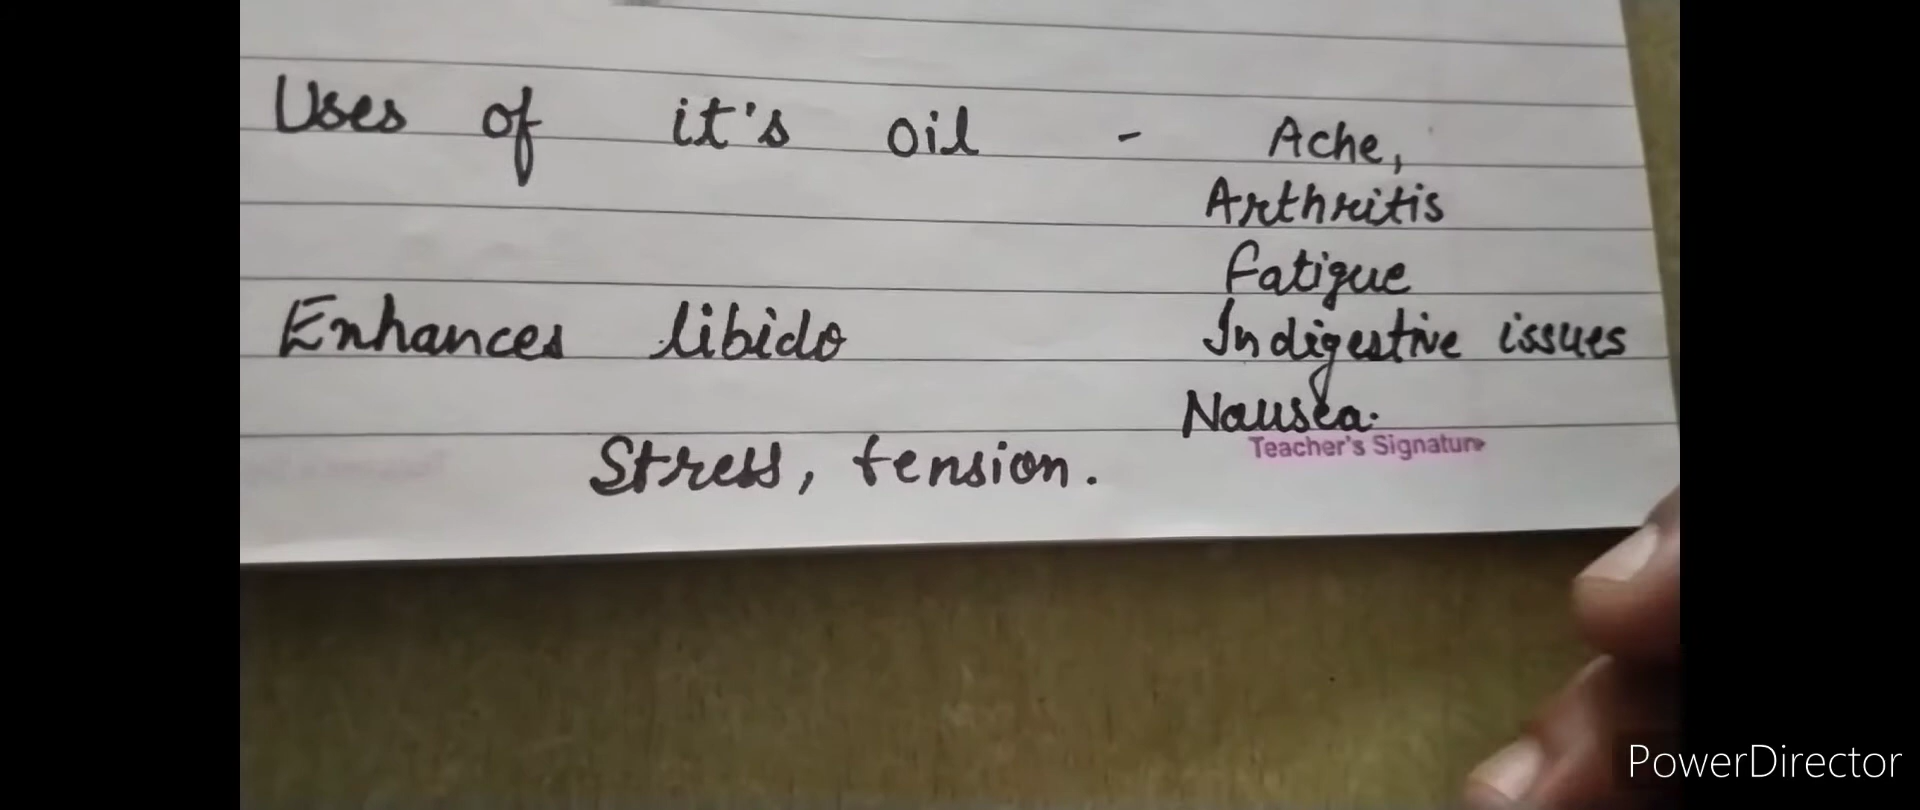 Uses of it's oil - Ache,
Arthritis
Fatigue
Enhances libido
Indigestive issues
Nausea.
Teacher's Signature
Stress, tension.
PowerDirector